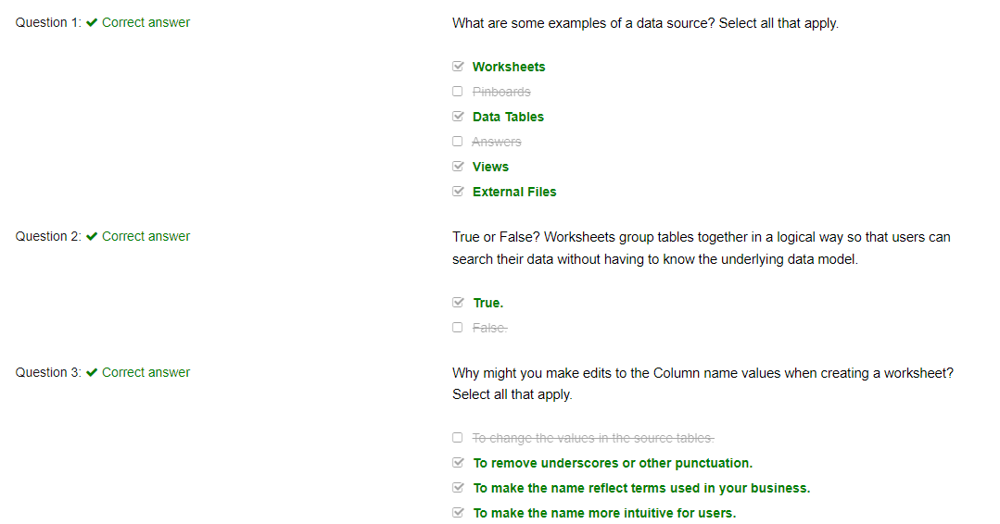 Question 1: ✔ Correct answer
What are some examples of a data source? Select all that apply.
Worksheets
Pinboards
Data Tables
Answers
Views
External Files
Question 2: ✔ Correct answer
True or False? Worksheets group tables together in a logical way so that users can
search their data without having to know the underlying data model.
True.
False.
Question 3: ✔ Correct answer
Why might you make edits to the Column name values when creating a worksheet?
Select all that apply.
To change the values in the source tables.
To remove underscores or other punctuation.
To make the name reflect terms used in your business.
To make the name more intuitive for users.